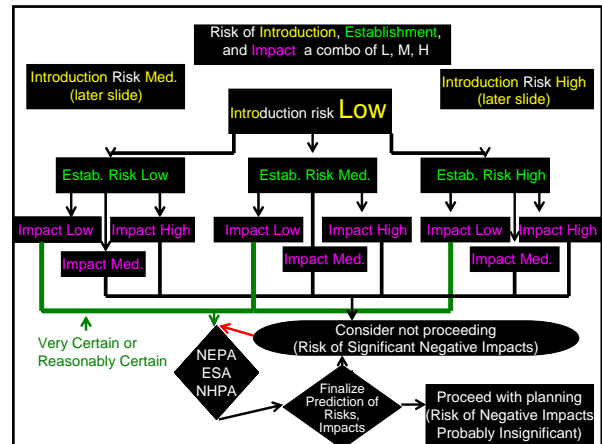 Risk of Introduction, Establishment,
and Impact a combo of L, M, H
Introduction Risk Med.
(later slide)
Introduction Risk High
(later slide)
Introduction risk Low
Estab. Risk Low
Estab. Risk Med.
Estab. Risk High
Impact Low
Impact High
Impact Low
Impact High
Impact Low
Impact High
Impact Med.
Impact Med.
Impact Med.
Very Certain or
Reasonably Certain
NEPA
ESA
NHPA
Consider not proceeding
(Risk of Significant Negative Impacts)
Finalize
Prediction of
Risks,
Impacts
Proceed with planning
(Risk of Negative Impacts
Probably Insignificant)